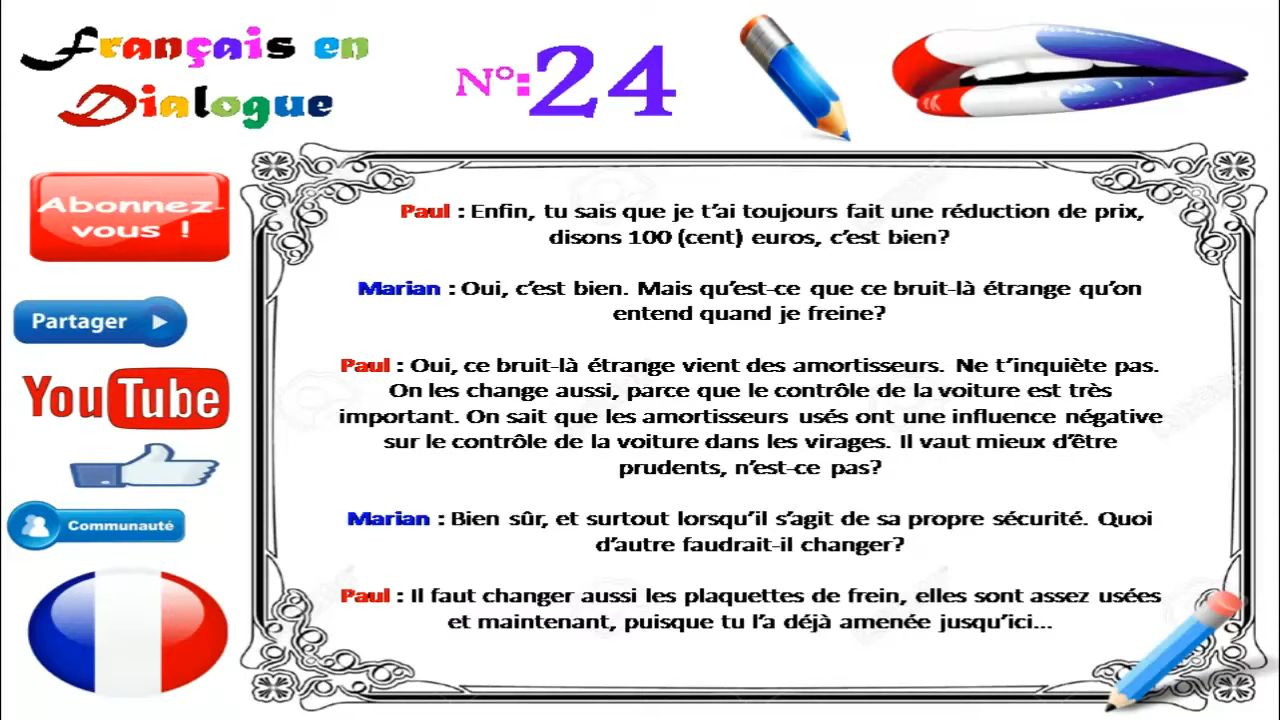 Français en
Dialogue
N°:24
Abonnez-
vous !
Partager
YouTube
Communauté
Paul : Enfin, tu sais que je t'ai toujours fait une réduction de prix,
disons 100 (cent) euros, c'est bien?
Marian : Oui, c'est bien. Mais qu'est-ce que ce bruit-là étrange qu'on
entend quand je freine?
Paul : Oui, ce bruit-là étrange vient des amortisseurs. Ne t'inquiète pas.
On les change aussi, parce que le contrôle de la voiture est très
important. On sait que les amortisseurs usés ont une influence négative
sur le contrôle de la voiture dans les virages. Il vaut mieux d'être
prudents, n'est-ce pas?
Marian : Bien sûr, et surtout lorsqu'il s'agit de sa propre sécurité. Quoi
d'autre faudrait-il changer?
Paul : Il faut changer aussi les plaquettes de frein, elles sont assez usées
et maintenant, puisque tu l'a déjà amenée jusqu'ici...